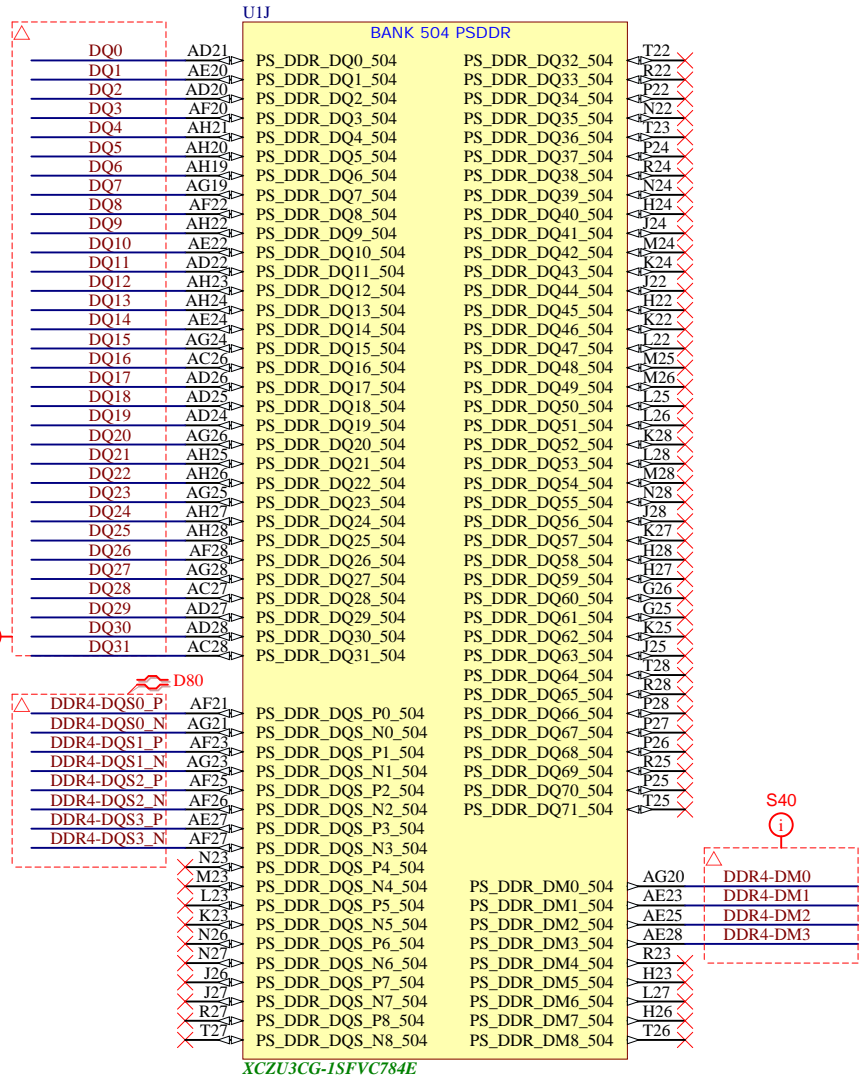 U1J
BANK 504 PSDDR
DQ0 AD21 PS_DDR_DQ0_504 PS_DDR_DQ32_504 T22
DQ1 AE20 PS_DDR_DQ1_504 PS_DDR_DQ33_504 R22
DQ2 AD20 PS_DDR_DQ2_504 PS_DDR_DQ34_504 P22
DQ3 AF20 PS_DDR_DQ3_504 PS_DDR_DQ35_504 N22
DQ4 AH21 PS_DDR_DQ4_504 PS_DDR_DQ36_504 T23
DQ5 AH20 PS_DDR_DQ5_504 PS_DDR_DQ37_504 P24
DQ6 AH19 PS_DDR_DQ6_504 PS_DDR_DQ38_504 R24
DQ7 AG19 PS_DDR_DQ7_504 PS_DDR_DQ39_504 N24
DQ8 AF22 PS_DDR_DQ8_504 PS_DDR_DQ40_504 H24
DQ9 AH22 PS_DDR_DQ9_504 PS_DDR_DQ41_504 J24
DQ10 AE22 PS_DDR_DQ10_504 PS_DDR_DQ42_504 M24
DQ11 AD22 PS_DDR_DQ11_504 PS_DDR_DQ43_504 K24
DQ12 AH23 PS_DDR_DQ12_504 PS_DDR_DQ44_504 J22
DQ13 AH24 PS_DDR_DQ13_504 PS_DDR_DQ45_504 H22
DQ14 AE24 PS_DDR_DQ14_504 PS_DDR_DQ46_504 K22
DQ15 AG24 PS_DDR_DQ15_504 PS_DDR_DQ47_504 L22
DQ16 AC26 PS_DDR_DQ16_504 PS_DDR_DQ48_504 M25
DQ17 AD26 PS_DDR_DQ17_504 PS_DDR_DQ49_504 M26
DQ18 AD25 PS_DDR_DQ18_504 PS_DDR_DQ50_504 L25
DQ19 AD24 PS_DDR_DQ19_504 PS_DDR_DQ51_504 L26
DQ20 AG26 PS_DDR_DQ20_504 PS_DDR_DQ52_504 K28
DQ21 AH25 PS_DDR_DQ21_504 PS_DDR_DQ53_504 L28
DQ22 AH26 PS_DDR_DQ22_504 PS_DDR_DQ54_504 M28
DQ23 AG25 PS_DDR_DQ23_504 PS_DDR_DQ55_504 N28
DQ24 AH27 PS_DDR_DQ24_504 PS_DDR_DQ56_504 J28
DQ25 AH28 PS_DDR_DQ25_504 PS_DDR_DQ57_504 K27
DQ26 AF28 PS_DDR_DQ26_504 PS_DDR_DQ58_504 H28
DQ27 AG28 PS_DDR_DQ27_504 PS_DDR_DQ59_504 H27
DQ28 AC27 PS_DDR_DQ28_504 PS_DDR_DQ60_504 G26
DQ29 AD27 PS_DDR_DQ29_504 PS_DDR_DQ61_504 G25
DQ30 AD28 PS_DDR_DQ30_504 PS_DDR_DQ62_504 K25
DQ31 AC28 PS_DDR_DQ31_504 PS_DDR_DQ63_504 J25
PS_DDR_DQ64_504 T28
D80 PS_DDR_DQ65_504 R28
DDR4-DQS0_P AF21 PS_DDR_DQS_P0_504 PS_DDR_DQ66_504 P28
DDR4-DQS0_N AG21 PS_DDR_DQS_N0_504 PS_DDR_DQ67_504 P27
DDR4-DQS1_P AF23 PS_DDR_DQS_P1_504 PS_DDR_DQ68_504 P26
DDR4-DQS1_N AG23 PS_DDR_DQS_N1_504 PS_DDR_DQ69_504 R25
DDR4-DQS2_P AF25 PS_DDR_DQS_P2_504 PS_DDR_DQ70_504 P25
DDR4-DQS2_N AF26 PS_DDR_DQS_N2_504 PS_DDR_DQ71_504 T25
DDR4-DQS3_P AE27 PS_DDR_DQS_P3_504 S40
DDR4-DQS3_N AF27 PS_DDR_DQS_N3_504 i
N23 PS_DDR_DQS_P4_504
M23 PS_DDR_DQS_N4_504 PS_DDR_DM0_504 AG20 DDR4-DM0
L23 PS_DDR_DQS_P5_504 PS_DDR_DM1_504 AE23 DDR4-DM1
K23 PS_DDR_DQS_N5_504 PS_DDR_DM2_504 AE25 DDR4-DM2
N26 PS_DDR_DQS_P6_504 PS_DDR_DM3_504 AE28 DDR4-DM3
N27 PS_DDR_DQS_N6_504 PS_DDR_DM4_504 R23
J26 PS_DDR_DQS_P7_504 PS_DDR_DM5_504 H23
J27 PS_DDR_DQS_N7_504 PS_DDR_DM6_504 L27
R27 PS_DDR_DQS_P8_504 PS_DDR_DM7_504 H26
T27 PS_DDR_DQS_N8_504 PS_DDR_DM8_504 T26
XCZU3CG-1SFVC784E